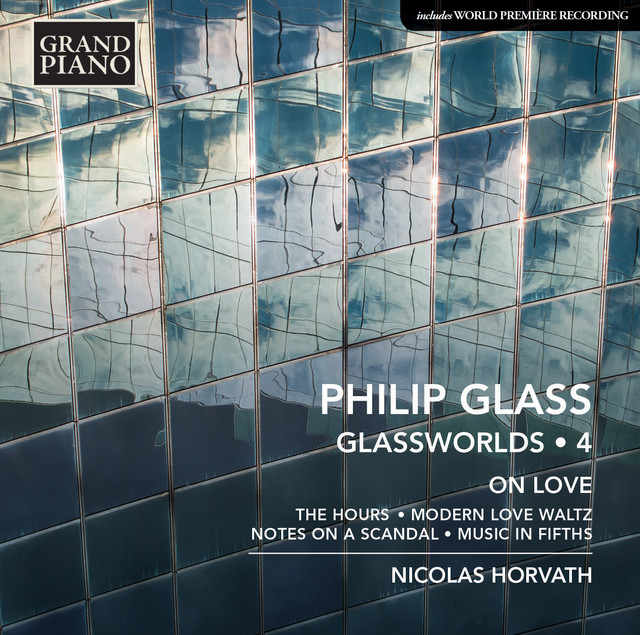 includes WORLD PREMIÈRE RECORDING
GRAND
PIANO
PHILIP GLASS
GLASSWORLDS • 4
ON LOVE
THE HOURS • MODERN LOVE WALTZ
NOTES ON A SCANDAL • MUSIC IN FIFTHS
NICOLAS HORVATH